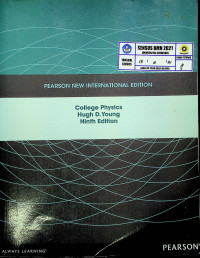 SENSUS BMN 2021
PEARSON NEW INTERNATIONAL EDITION
College Physics
Hugh D. Young
Ninth Edition
ALWAYS LEARNING
PEARSON